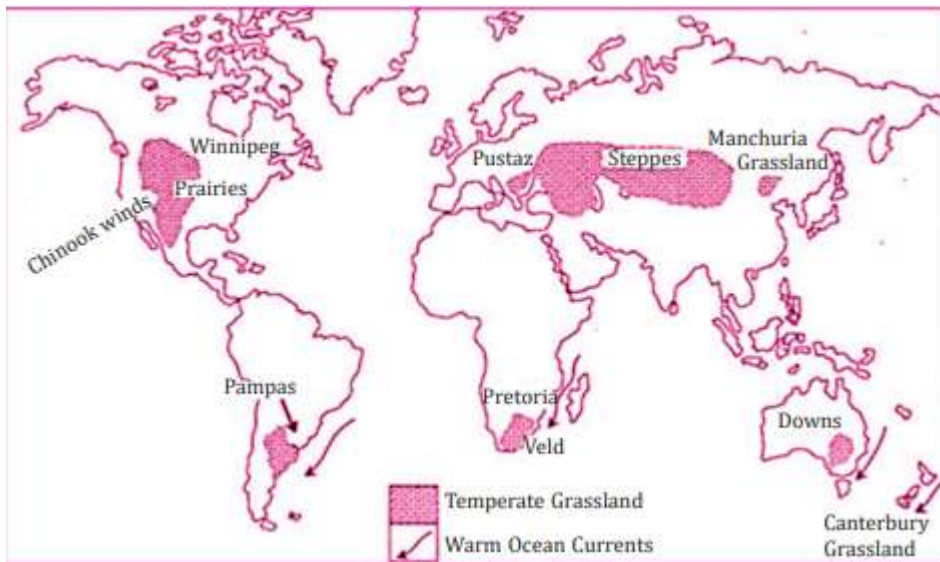 Winnipeg
Prairies
Chinook winds
Pustaz
Steppes
Manchuria
Grassland
Pampas
Pretoria
Veld
Downs
Canterbury
Grassland
Temperate Grassland
Warm Ocean Currents